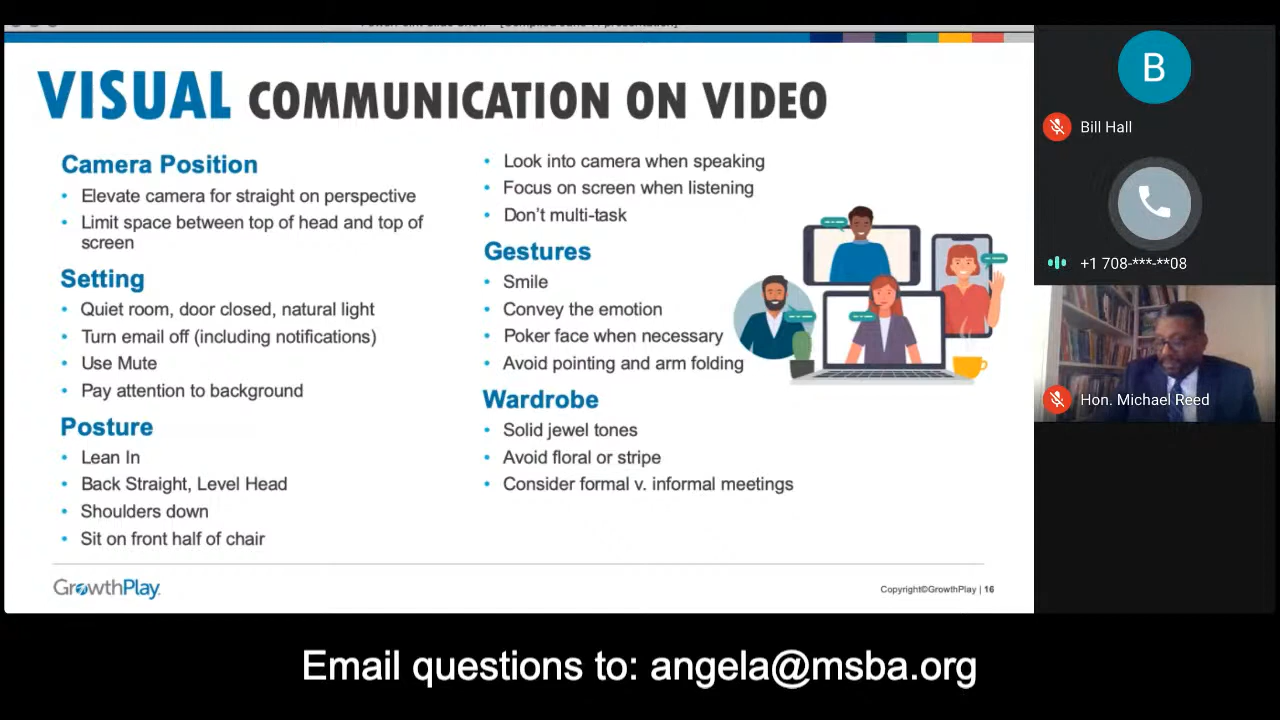 VISUAL COMMUNICATION ON VIDEO
Camera Position
• Elevate camera for straight on perspective
• Limit space between top of head and top of
screen
Setting
• Quiet room, door closed, natural light
• Turn email off (including notifications)
• Use Mute
• Pay attention to background
Posture
• Lean In
• Back Straight, Level Head
• Shoulders down
• Sit on front half of chair
• Look into camera when speaking
• Focus on screen when listening
• Don't multi-task
Gestures
• Smile
• Convey the emotion
• Poker face when necessary
• Avoid pointing and arm folding
Wardrobe
• Solid jewel tones
• Avoid floral or stripe
• Consider formal v. informal meetings
GrowthPlay
Copyright©GrowthPlay | 16
B
Bill Hall
+1 708-***-**08
Hon. Michael Reed
Email questions to: angela@msba.org